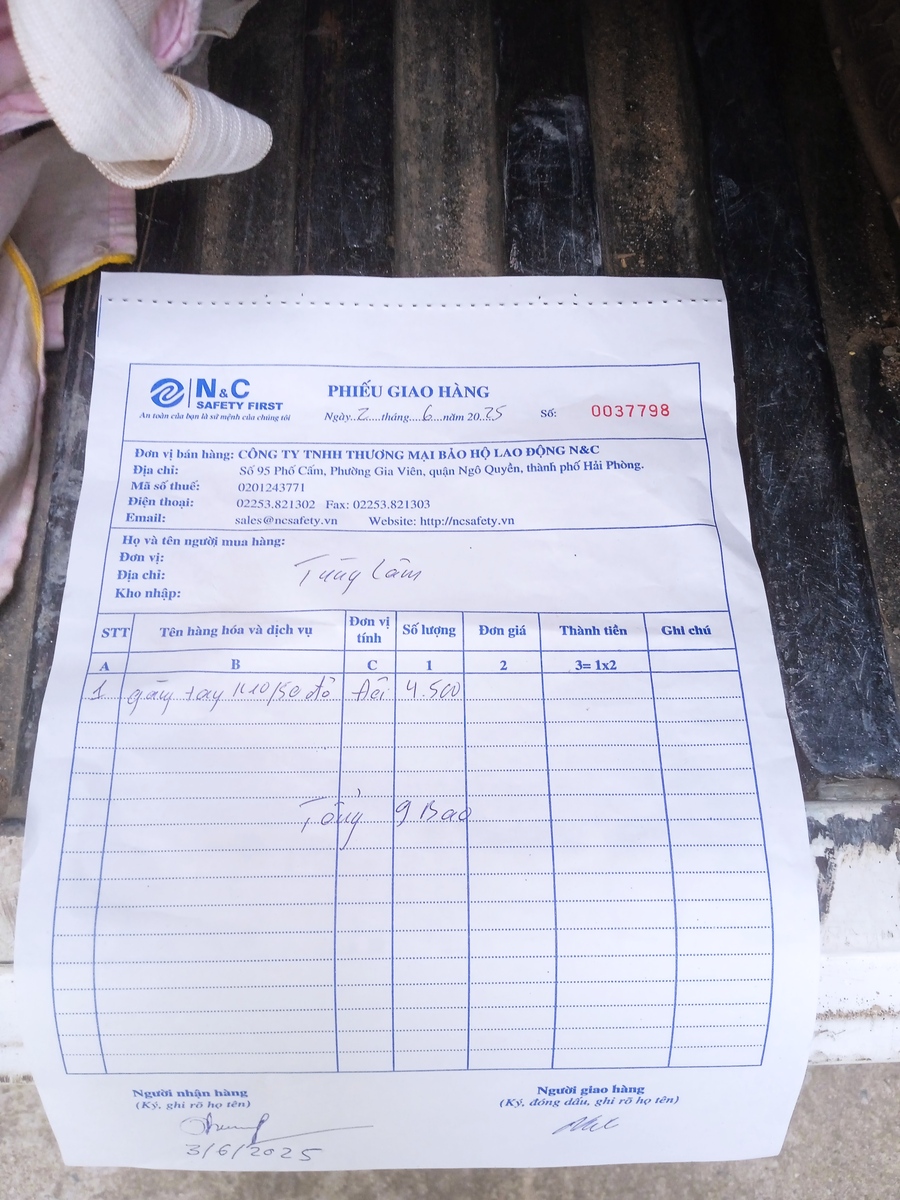 N&C
SAFETY FIRST
An toàn của bạn là sứ mệnh của chúng tôi
PHIẾU GIAO HÀNG
Ngày 2 tháng 6 năm 2025
Số: 0037798
Đơn vị bán hàng: CÔNG TY TNHH THƯƠNG MẠI BẢO HỘ LAO ĐỘNG N&C
Địa chỉ: Số 95 Phố Cấm, Phường Gia Viên, quận Ngô Quyền, thành phố Hải Phòng.
Mã số thuế: 0201243771
Điện thoại: 02253.821302 Fax: 02253.821303
Email: sales@ncsafety.vn Website: http://ncsafety.vn
Họ và tên người mua hàng:
Đơn vị:
Địa chỉ: Tùng Lâm
Kho nhập:
STT Tên hàng hóa và dịch vụ Đơn vị tính Số lượng Đơn giá Thành tiền Ghi chú
A B C 1 2 3= 1x2
1 găng tay K10/50 đỏ Đôi 4.500
Tổng 9 Bao
Người nhận hàng Người giao hàng
(Ký, ghi rõ họ tên) (Ký, đóng dấu, ghi rõ họ tên)
3/6/2025